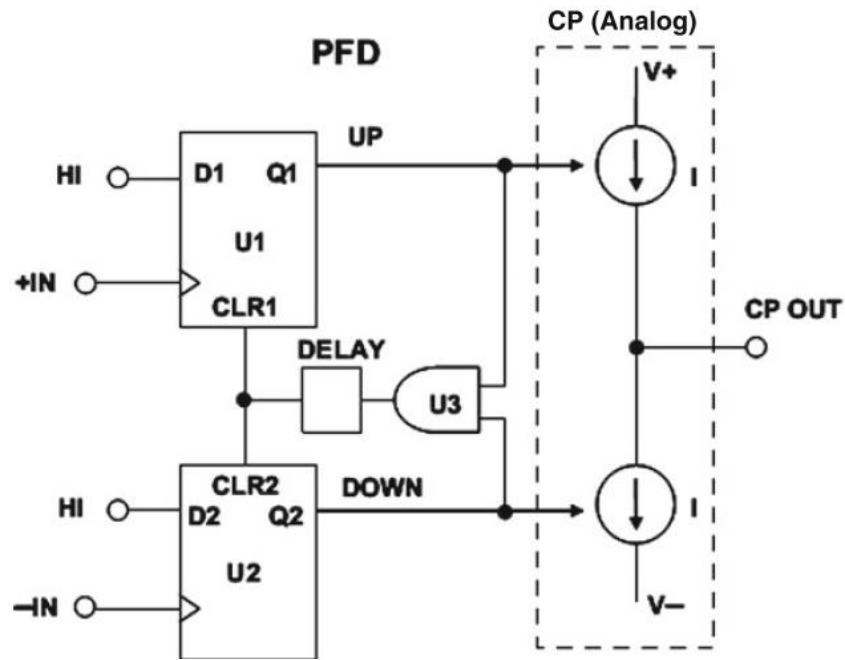 CP (Analog)
PFD
V+
UP
HI
D1
Q1
I
U1
+IN
CLR1
CP OUT
DELAY
U3
CLR2
DOWN
HI
D2
Q2
I
U2
–IN
V–